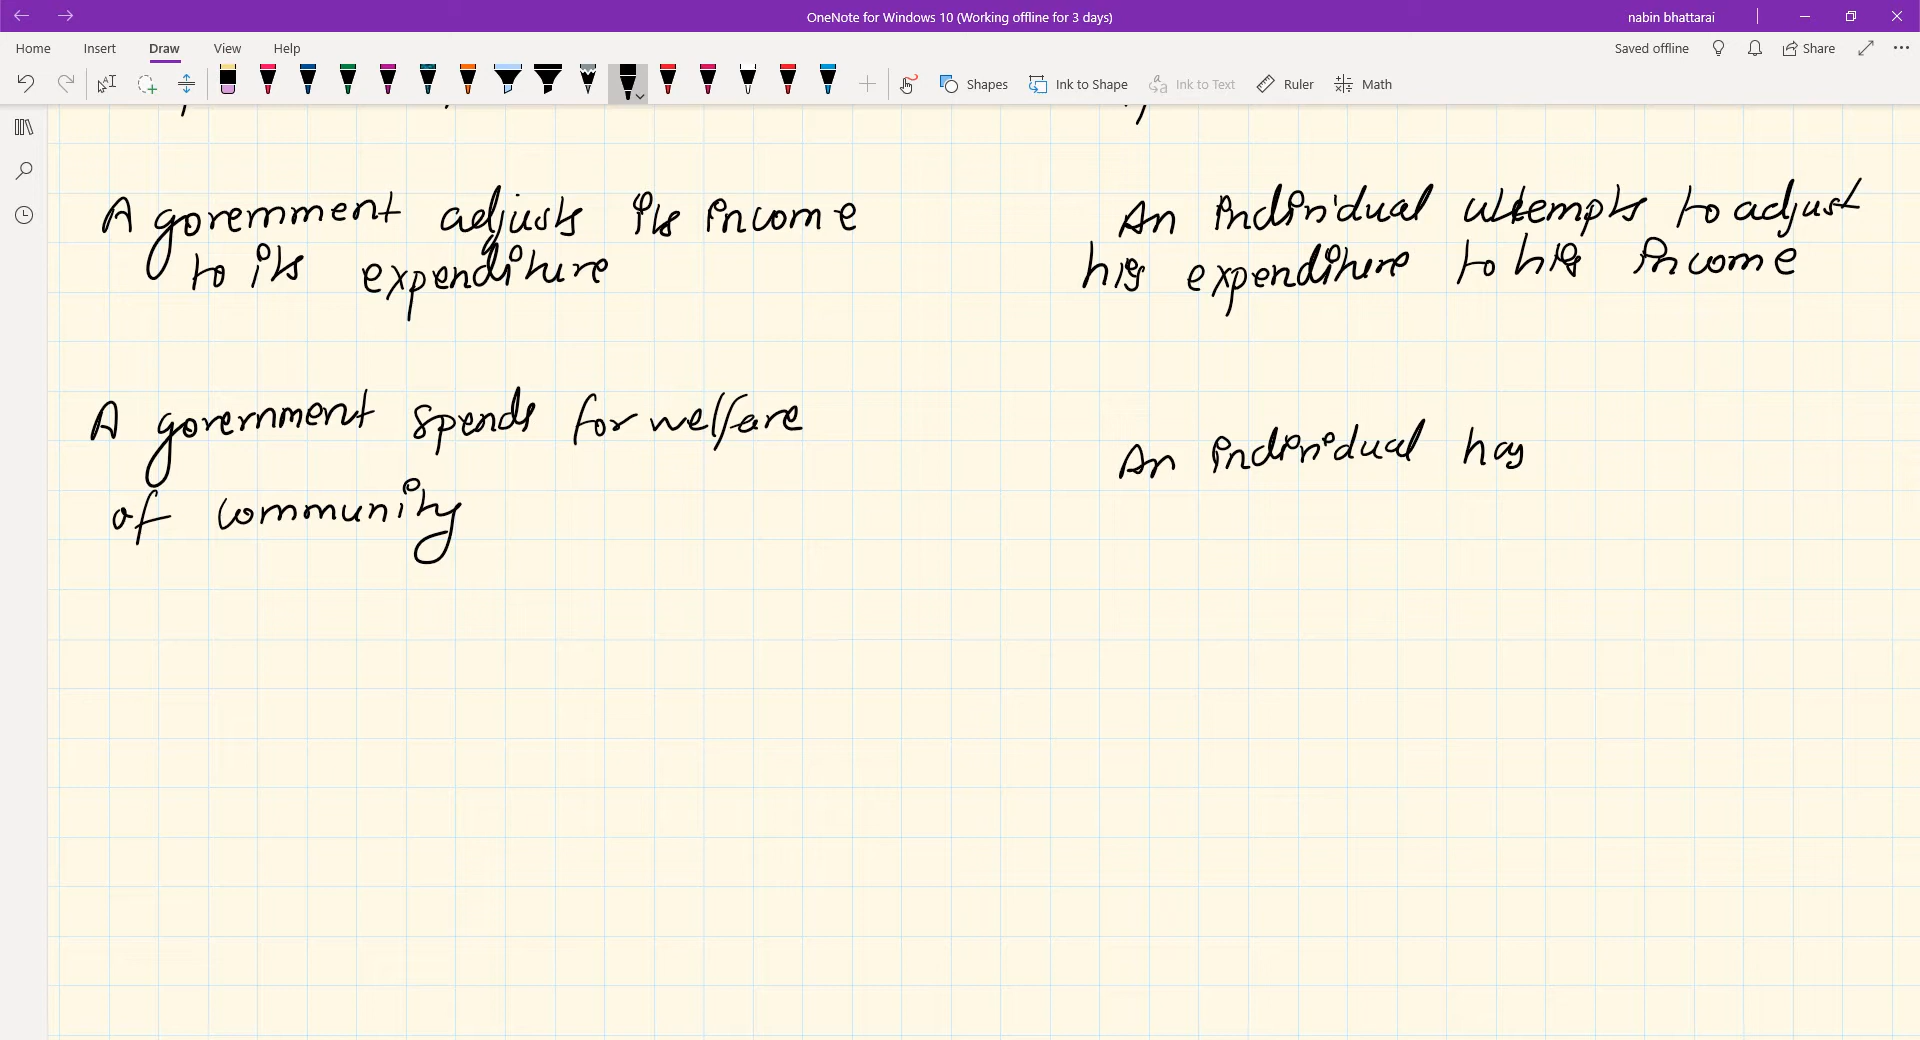 OneNote for Windows 10 (Working offline for 3 days)
nabin bhattarai
Home Insert Draw View Help
Saved offline Share
Shapes Ink to Shape Ink to Text Ruler Math
A government adjusts its income
to its expenditure
An individual attempts to adjust
his expenditure to his income
A government spends for welfare
of community
An individual has